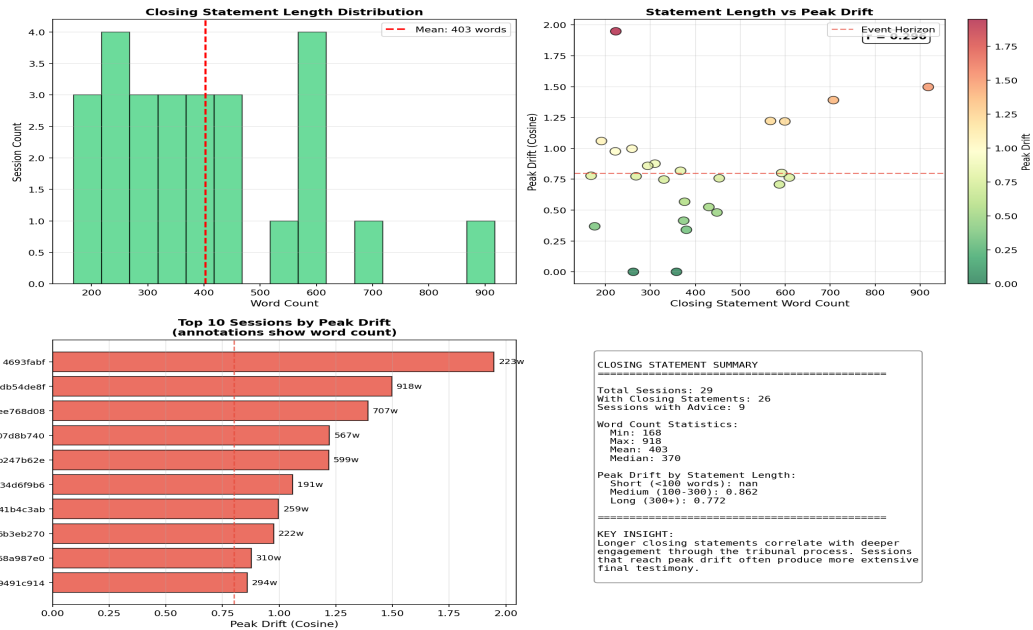 Closing Statement Length Distribution
Mean: 403 words
Session Count
4.0
3.5
3.0
2.5
2.0
1.5
1.0
0.5
0.0
200 300 400 500 600 700 800 900
Word Count
Statement Length vs Peak Drift
Event Horizon
Peak Drift (Cosine)
2.00
1.75
1.50
1.25
1.00
0.75
0.50
0.25
0.00
200 300 400 500 600 700 800 900
Closing Statement Word Count
1.75
1.50
1.25
1.00
0.75
0.50
0.25
0.00
Peak Drift
Top 10 Sessions by Peak Drift
(annotations show word count)
4693fabf 223w
db54de8f 918w
ee768d08 707w
07d8b740 567w
b247b62e 599w
34d6f9b6 191w
41b4c3ab 259w
6b3eb270 222w
68a987e0 310w
9491c914 294w
0.00 0.25 0.50 0.75 1.00 1.25 1.50 1.75 2.00
Peak Drift (Cosine)
CLOSING STATEMENT SUMMARY
==================================================
Total Sessions: 29
With Closing Statements: 26
Sessions with Advice: 9
Word Count Statistics:
Min: 168
Max: 918
Mean: 403
Median: 370
Peak Drift by Statement Length:
Short (<100 words): nan
Medium (100-300): 0.862
Long (300+): 0.772
==================================================
KEY INSIGHT:
Longer closing statements correlate with deeper
engagement through the tribunal process. Sessions
that reach peak drift often produce more extensive
final testimony.